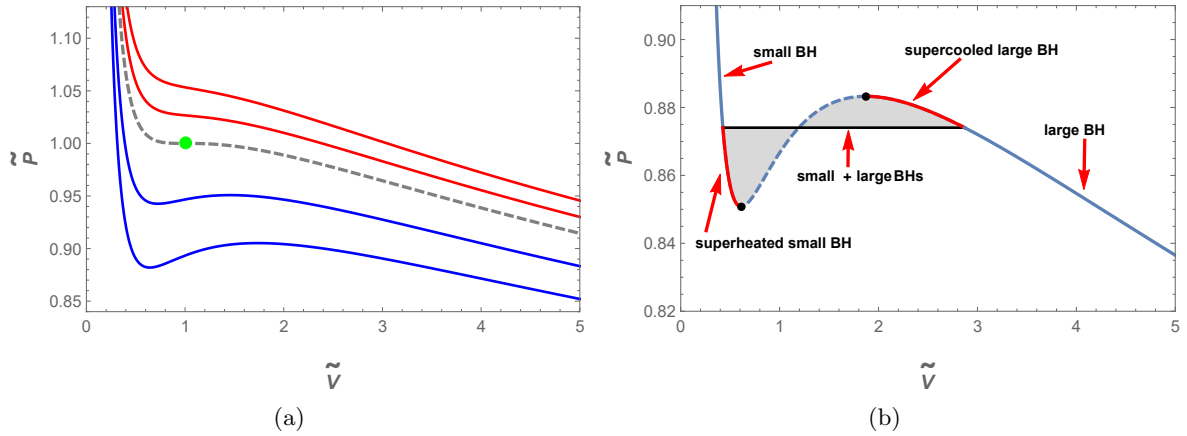 1.10
1.05
1.00
0.95
0.90
0.85
P̃
0
1
2
3
4
5
Ṽ
(a)
0.90
0.88
0.86
0.84
0.82
P̃
small BH
supercooled large BH
large BH
small + large BHs
superheated small BH
0
1
2
3
4
5
Ṽ
(b)